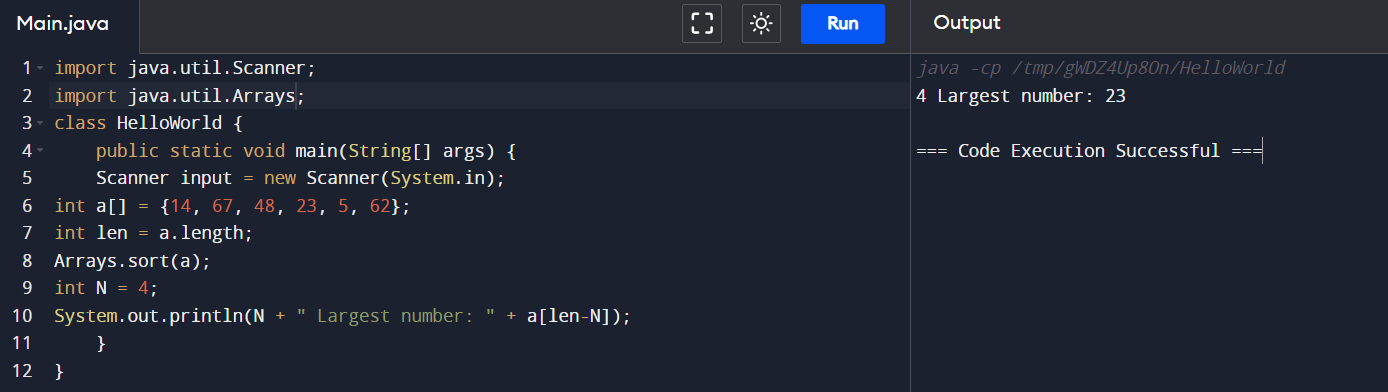 Main.java
Run
Output
1 import java.util.Scanner;
2 import java.util.Arrays;
3 class HelloWorld {
4     public static void main(String[] args) {
5     Scanner input = new Scanner(System.in);
6 int a[] = {14, 67, 48, 23, 5, 62};
7 int len = a.length;
8 Arrays.sort(a);
9 int N = 4;
10 System.out.println(N + " Largest number: " + a[len-N]);
11     }
12 }
java -cp /tmp/gWDZ4Up8On/HelloWorld
4 Largest number: 23
=== Code Execution Successful ===